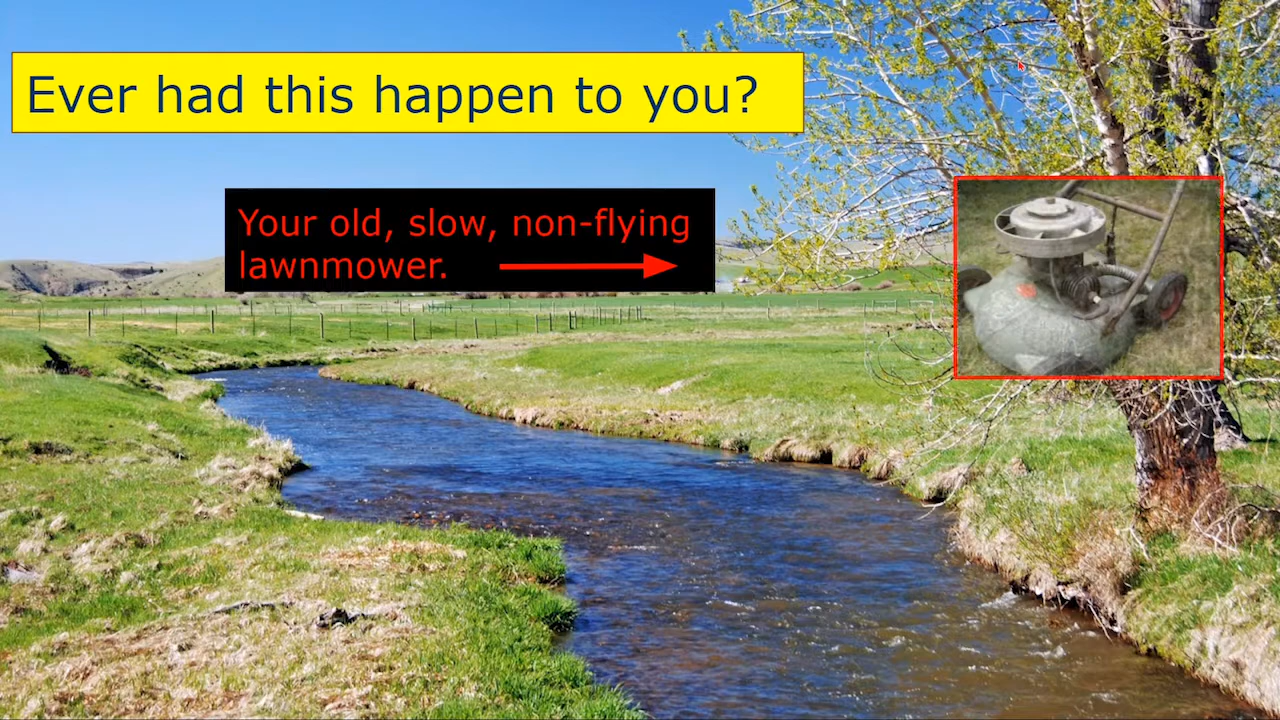 Ever had this happen to you?
Your old, slow, non-flying
lawnmower.